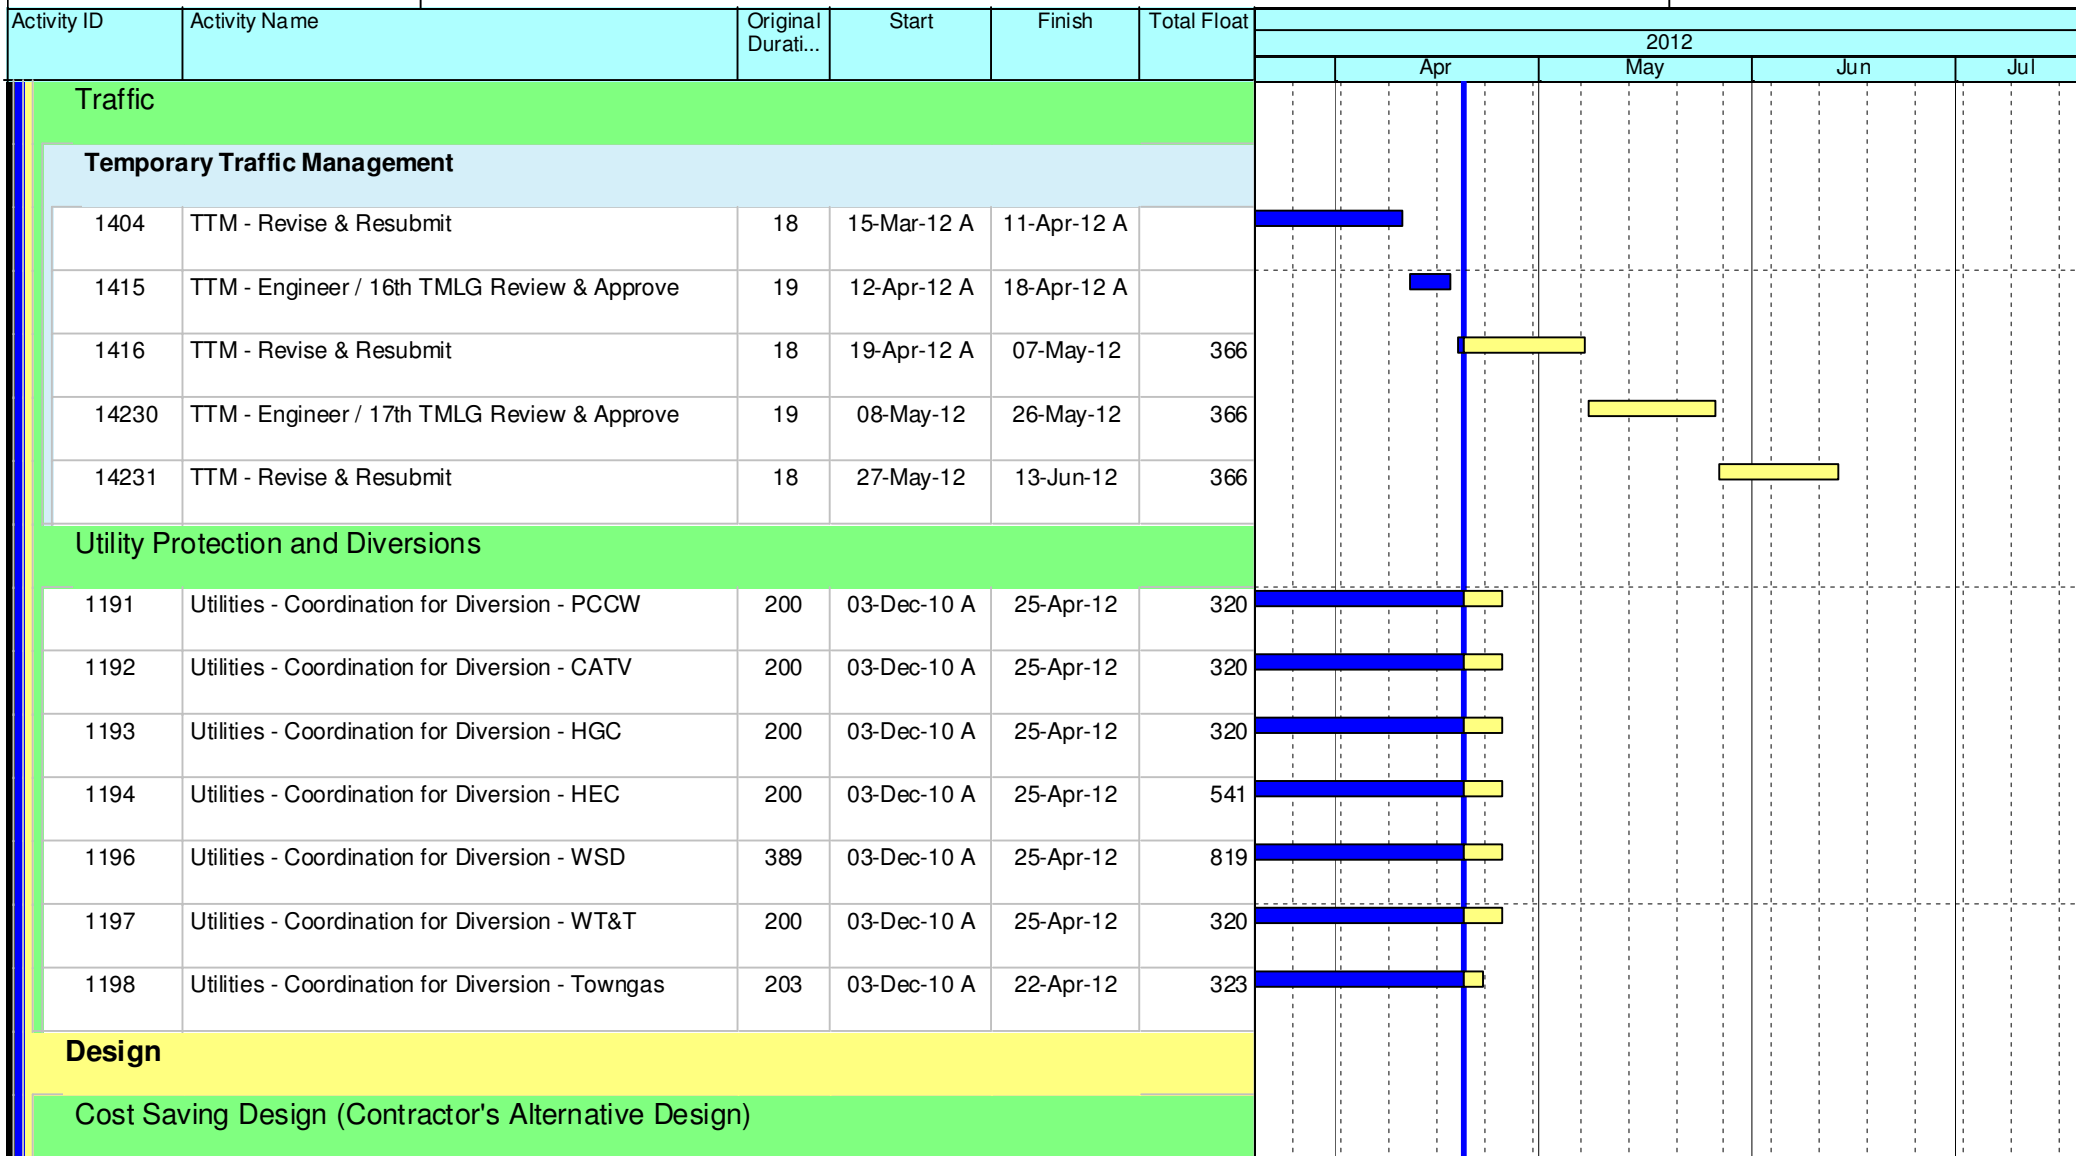 Activity ID Activity Name Original Durati... Start Finish Total Float
2012
Apr May Jun Jul
Traffic
Temporary Traffic Management
1404 TTM - Revise & Resubmit 18 15-Mar-12 A 11-Apr-12 A
1415 TTM - Engineer / 16th TMLG Review & Approve 19 12-Apr-12 A 18-Apr-12 A
1416 TTM - Revise & Resubmit 18 19-Apr-12 A 07-May-12 366
14230 TTM - Engineer / 17th TMLG Review & Approve 19 08-May-12 26-May-12 366
14231 TTM - Revise & Resubmit 18 27-May-12 13-Jun-12 366
Utility Protection and Diversions
1191 Utilities - Coordination for Diversion - PCCW 200 03-Dec-10 A 25-Apr-12 320
1192 Utilities - Coordination for Diversion - CATV 200 03-Dec-10 A 25-Apr-12 320
1193 Utilities - Coordination for Diversion - HGC 200 03-Dec-10 A 25-Apr-12 320
1194 Utilities - Coordination for Diversion - HEC 200 03-Dec-10 A 25-Apr-12 541
1196 Utilities - Coordination for Diversion - WSD 389 03-Dec-10 A 25-Apr-12 819
1197 Utilities - Coordination for Diversion - WT&T 200 03-Dec-10 A 25-Apr-12 320
1198 Utilities - Coordination for Diversion - Towngas 203 03-Dec-10 A 22-Apr-12 323
Design
Cost Saving Design (Contractor's Alternative Design)